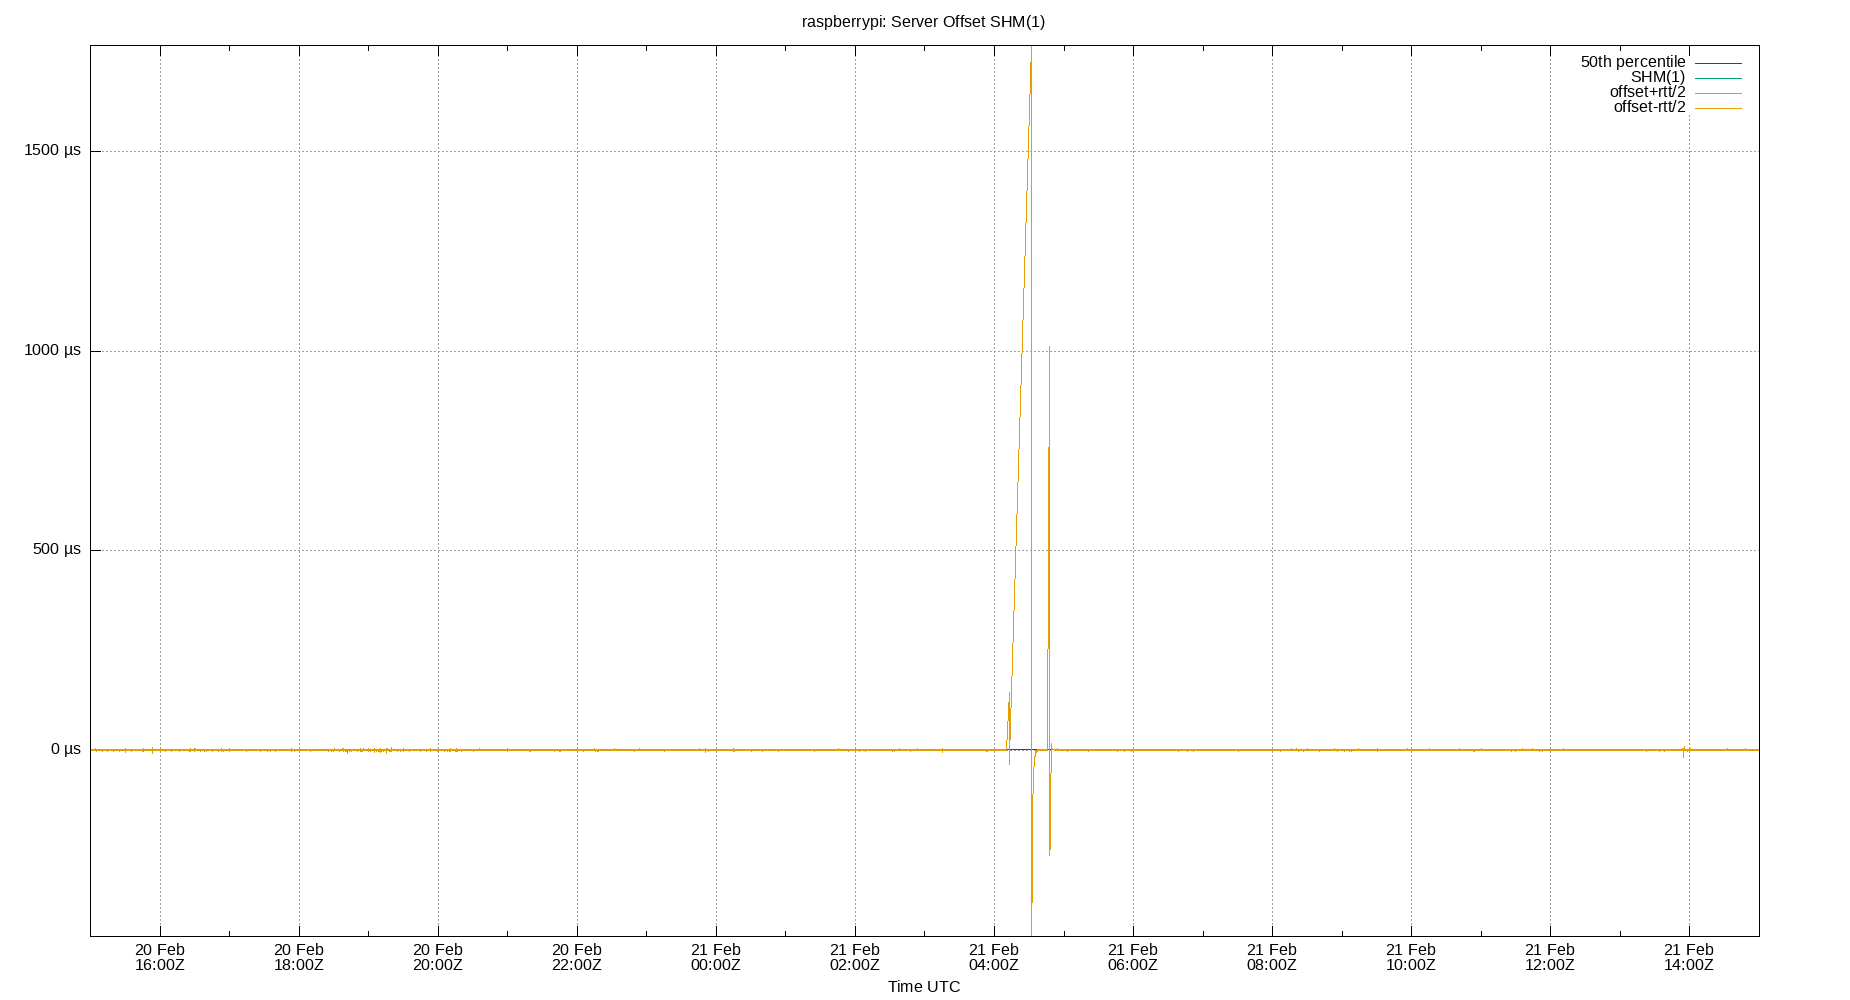 raspberrypi: Server Offset SHM(1)
50th percentile
SHM(1)
offset+rtt/2
offset-rtt/2
1500 µs
1000 µs
500 µs
0 µs
20 Feb 20 Feb 20 Feb 20 Feb 21 Feb 21 Feb 21 Feb 21 Feb 21 Feb 21 Feb 21 Feb 21 Feb
16:00Z 18:00Z 20:00Z 22:00Z 00:00Z 02:00Z 04:00Z 06:00Z 08:00Z 10:00Z 12:00Z 14:00Z
Time UTC